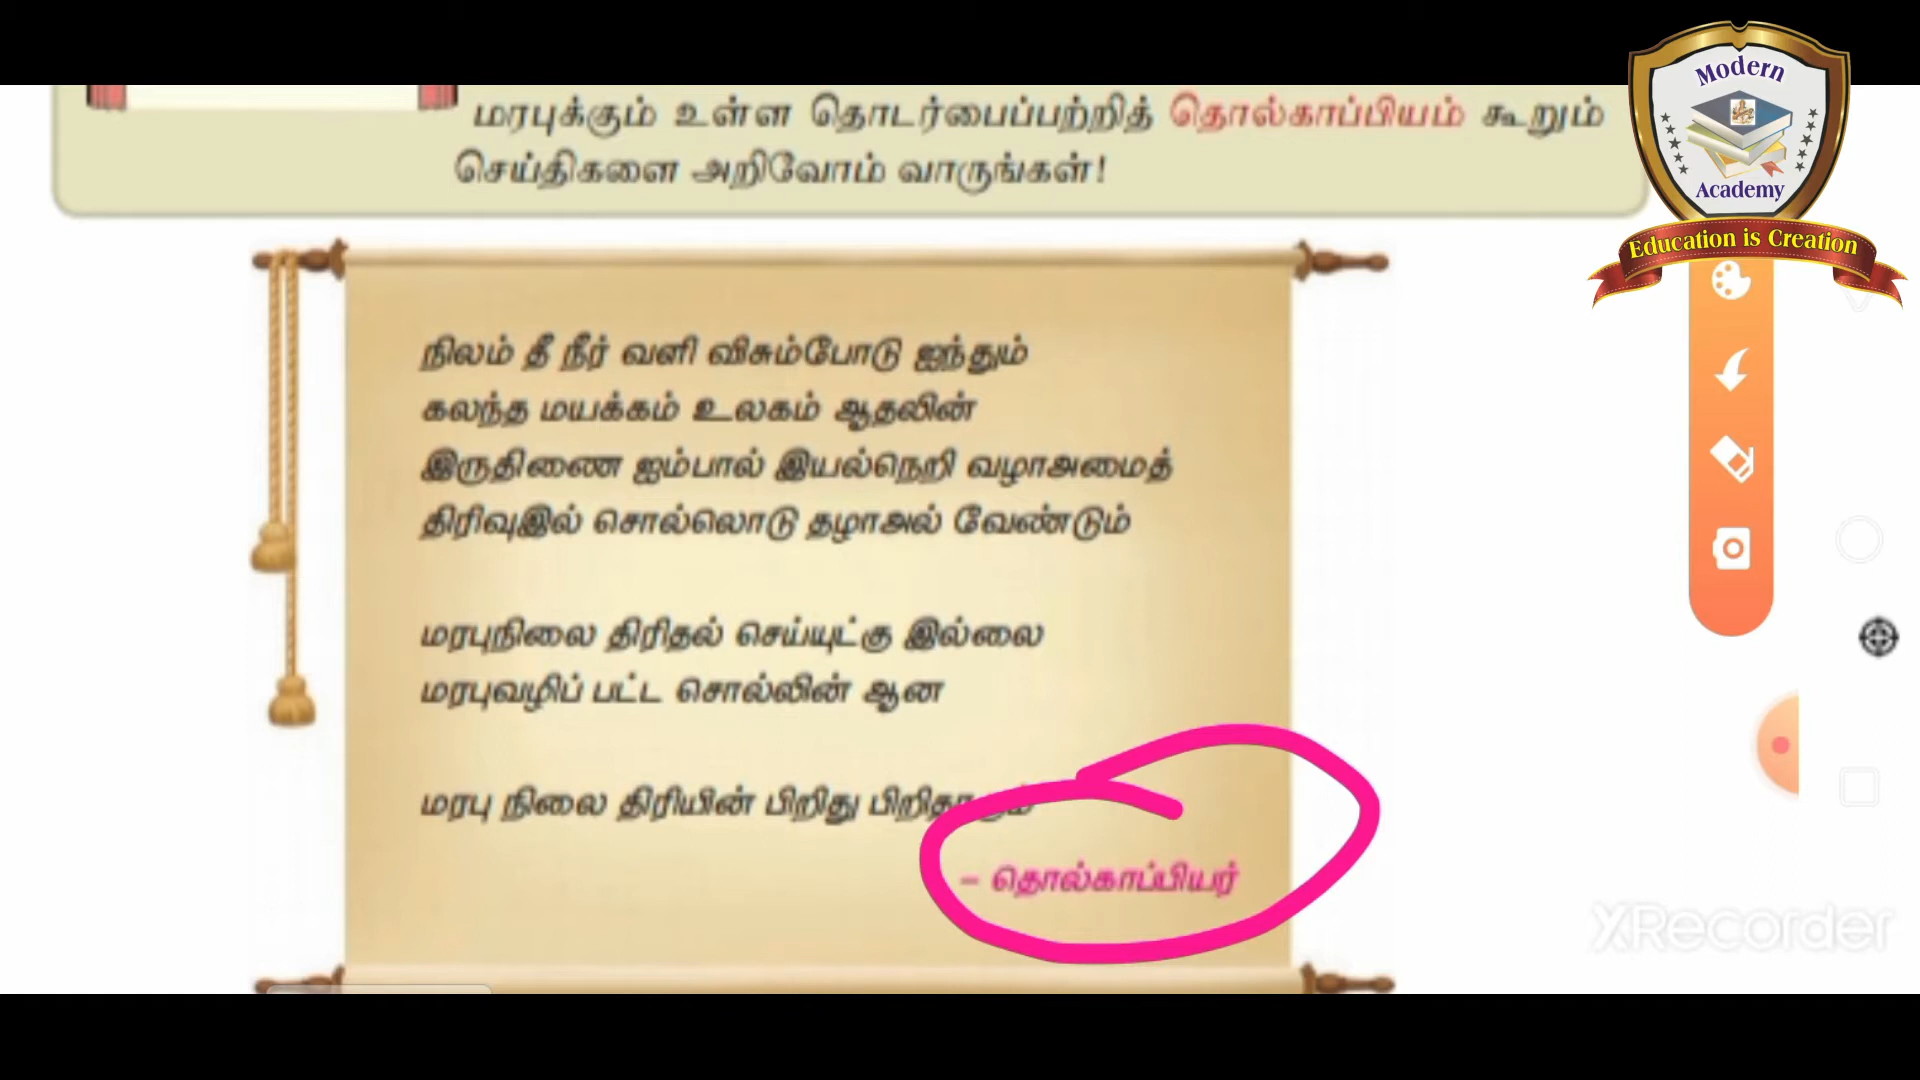 மரபுக்கும் உள்ள தொடர்பைப்பற்றித் தொல்காப்பியம் கூறும்
செய்திகளை அறிவோம் வாருங்கள்!
Modern
Academy
Education is Creation
நிலம் தீ நீர் வளி விசும்போடு ஐந்தும்
கலந்த மயக்கம் உலகம் ஆதலின்
இருதிணை ஐம்பால் இயல்நெறி வழாஅமைத்
திரிவுஇல் சொல்லொடு தழாஅல் வேண்டும்
மரபுநிலை திரிதல் செய்யுட்கு இல்லை
மரபுவழிப் பட்ட சொல்லின் ஆன
மரபு நிலை திரியின் பிறிது பிறிதாகும்
– தொல்காப்பியர்
XRecorder